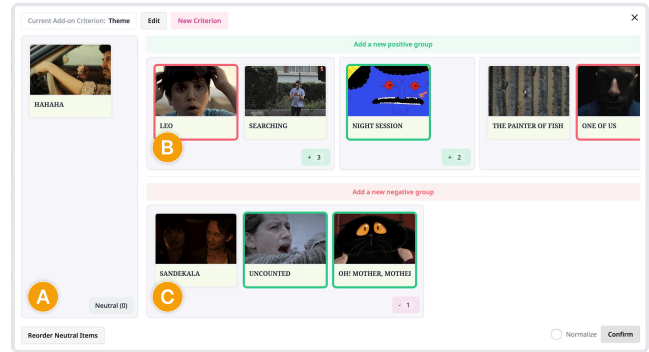 Current Add-on Criterion: Theme
Edit
New Criterion
×
Add a new positive group
HAHAHA
LEO
SEARCHING
NIGHT SESSION
THE PAINTER OF FISH
ONE OF US
B
+ 3
+ 2
Add a new negative group
SANDEKALA
UNCOUNTED
OH! MOTHER, MOTHEI
A
Neutral (0)
C
- 1
Reorder Neutral Items
Normalize
Confirm